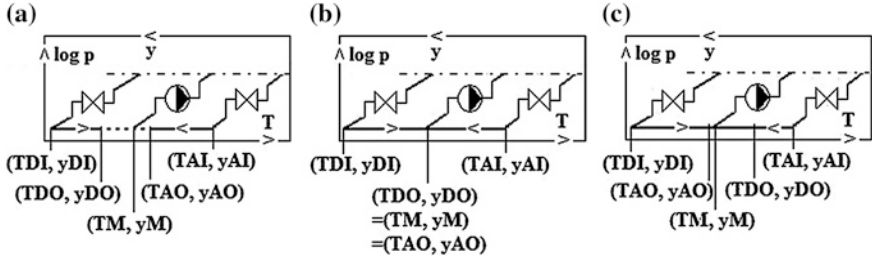 (a)
y
log p
T
(TDI, yDI)
(TAI, yAI)
(TDO, yDO)
(TAO, yAO)
(TM, yM)
(b)
y
log p
T
(TDI, yDI)
(TAI, yAI)
(TDO, yDO)
=(TM, yM)
=(TAO, yAO)
(c)
y
log p
T
(TDI, yDI)
(TAI, yAI)
(TAO, yAO)
(TDO, yDO)
(TM, yM)